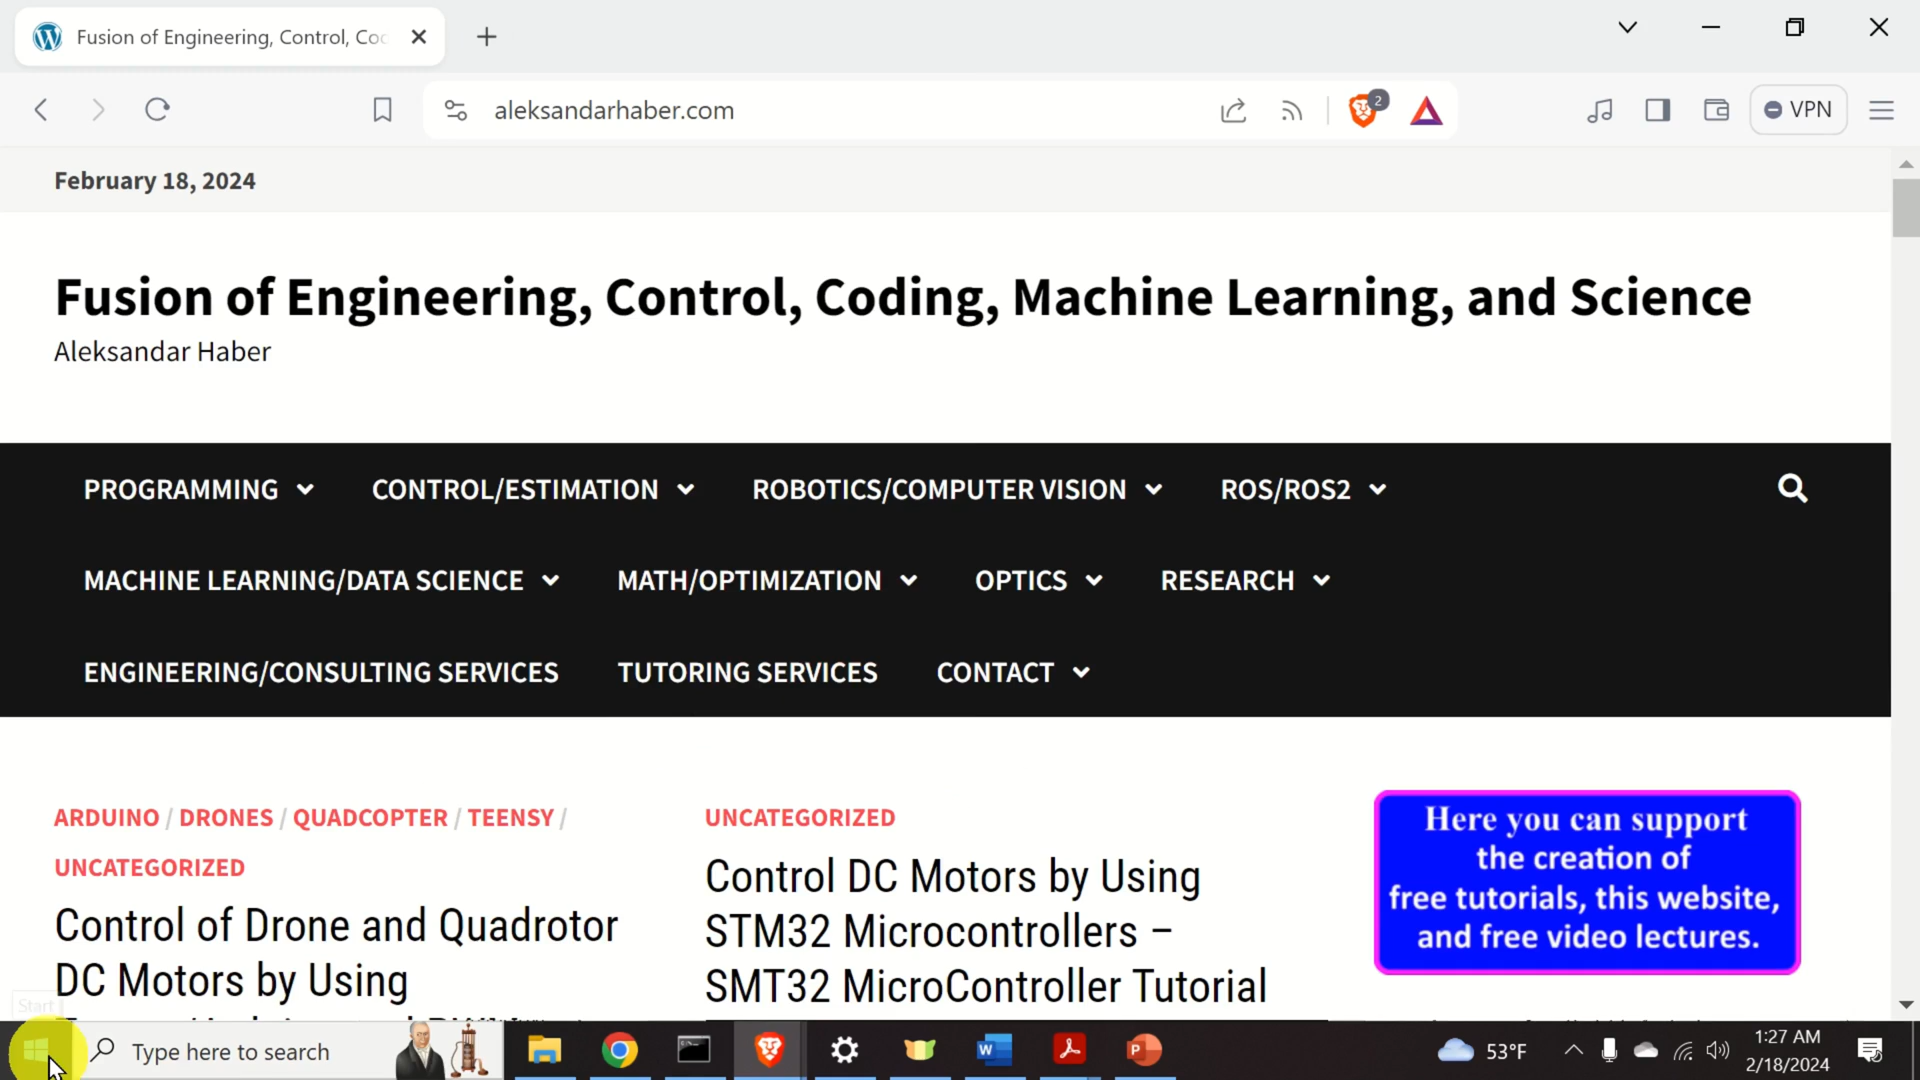 Fusion of Engineering, Control, Coc
aleksandarhaber.com
2
VPN
February 18, 2024
Fusion of Engineering, Control, Coding, Machine Learning, and Science
Aleksandar Haber
PROGRAMMING CONTROL/ESTIMATION ROBOTICS/COMPUTER VISION ROS/ROS2
MACHINE LEARNING/DATA SCIENCE MATH/OPTIMIZATION OPTICS RESEARCH
ENGINEERING/CONSULTING SERVICES TUTORING SERVICES CONTACT
ARDUINO / DRONES / QUADCOPTER / TEENSY /
UNCATEGORIZED
Control of Drone and Quadrotor
DC Motors by Using
UNCATEGORIZED
Control DC Motors by Using
STM32 Microcontrollers –
SMT32 MicroController Tutorial
Here you can support
the creation of
free tutorials, this website,
and free video lectures.
Start
Type here to search
53°F
1:27 AM
2/18/2024